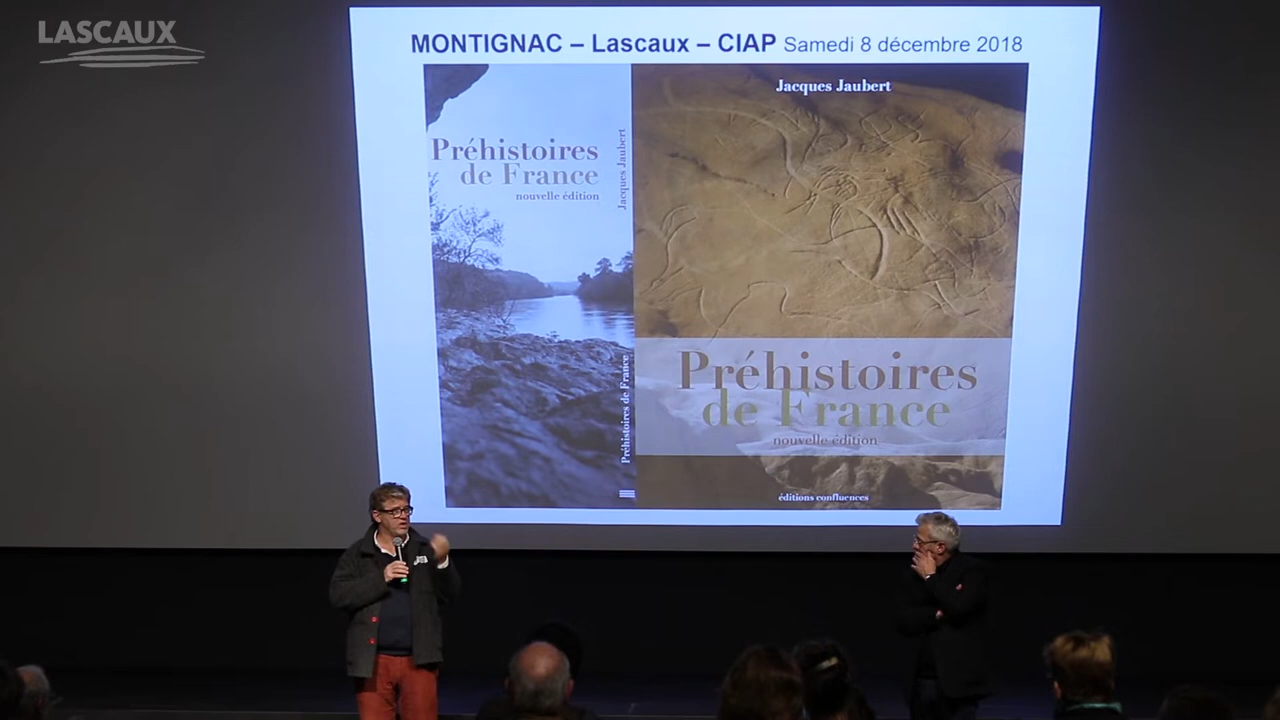 LASCAUX
MONTIGNAC – Lascaux – CIAP Samedi 8 décembre 2018
Préhistoires
de France
nouvelle édition
Jacques Jaubert
Préhistoires de France
Jacques Jaubert
Préhistoires
de France
nouvelle édition
éditions confluences